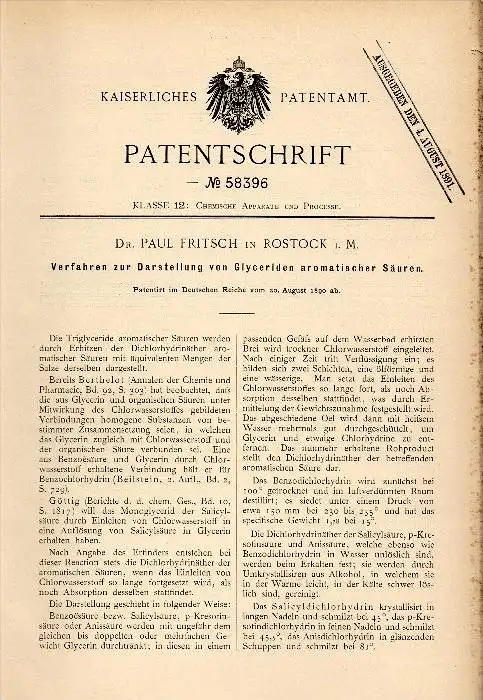 KAISERLICHES PATENTAMT.
AUSGEGEBEN DEN 4. AUGUST 1891.
PATENTSCHRIFT
— № 58396 —
KLASSE 12: CHEMISCHE APPARATE UND PROCESSE.
DR. PAUL FRITSCH IN ROSTOCK I. M.
Verfahren zur Darstellung von Glyceriden aromatischer Säuren.
Patentirt im Deutschen Reiche vom 20. August 1890 ab.
Die Triglyceride aromatischer Säuren werden
durch Erhitzen der Dichlorhydrinäther aro-
matischer Säuren mit äquivalenten Mengen der
Salze derselben dargestellt.
Bereits Berthelot (Annalen der Chemie und
Pharmacie, Bd. 92, S. 303) hat beobachtet, daß
die aus Glycerin und organischen Säuren unter
Mitwirkung des Chlorwasserstoffes gebildeten
Verbindungen homogene Substanzen von be-
stimmter Zusammensetzung seien, in welchen
das Glycerin zugleich mit Chlorwasserstoff und
der organischen Säure verbunden sei. Eine
aus Benzoësäure und Glycerin durch Chlor-
wasserstoff erhaltene Verbindung hält er für
Benzochlorhydrin (Beilstein, 2. Aufl., Bd. 2,
S. 729).
Göttig (Berichte d. d. chem. Ges., Bd. 10,
S. 1817) will das Monoglycerid der Salicyl-
säure durch Einleiten von Chlorwasserstoff in
eine Auflösung von Salicylsäure in Glycerin
erhalten haben.
Nach Angabe des Erfinders entstehen bei
dieser Reaction stets die Dichlorhydrinäther der
aromatischen Säuren, wenn das Einleiten von
Chlorwasserstoff so lange fortgesetzt wird, als
noch Absorption desselben stattfindet.
Die Darstellung geschieht in folgender Weise:
Benzoësäure bezw. Salicylsäure, p-Kresotin-
säure oder Anissäure werden mit ungefähr dem
gleichen bis doppelten oder mehrfachen Ge-
wicht Glycerin durchtränkt; in diesen in einem
passenden Gefäß auf dem Wasserbad erhitzten
Brei wird trockner Chlorwasserstoff eingeleitet.
Nach einiger Zeit tritt Verflüssigung ein; es
bilden sich zwei Schichten, eine ölförmige und
eine wässerige. Man setzt das Einleiten des
Chlorwasserstoffes so lange fort, als noch Ab-
sorption desselben stattfindet, was durch Er-
mittelung der Gewichtszunahme festgestellt wird.
Das abgeschiedene Oel wird dann mit heißem
Wasser mehrmals gut durchgeschüttelt, um
Glycerin und etwaige Chlorhydrine zu ent-
fernen. Das nunmehr erhaltene Rohproduct
stellt den Dichlorhydrinäther der betreffenden
aromatischen Säure dar.
Das Benzodichlorhydrin wird zunächst bei
100° getrocknet und im luftverdünnten Raum
destillirt; es siedet unter einem Druck von
etwa 150 mm bei 230 bis 235° und hat das
specifische Gewicht 1,28 bei 15°.
Die Dichlorhydrinäther der Salicylsäure, p-Kre-
sotinsäure und Anissäure, welche ebenso wie
Benzodichlorhydrin in Wasser unlöslich sind,
werden beim Erkalten fest; sie werden durch
Umkrystallisiren aus Alkohol, in welchem sie
in der Wärme leicht, in der Kälte schwer lös-
lich sind, gereinigt.
Das Salicyldichlorhydrin krystallisirt in
langen Nadeln und schmilzt bei 45°, das p-Kre-
sotindichlorhydrin in feinen Nadeln und schmilzt
bei 45,5°, das Anisdichlorhydrin in glänzenden
Schuppen und schmilzt bei 81°.